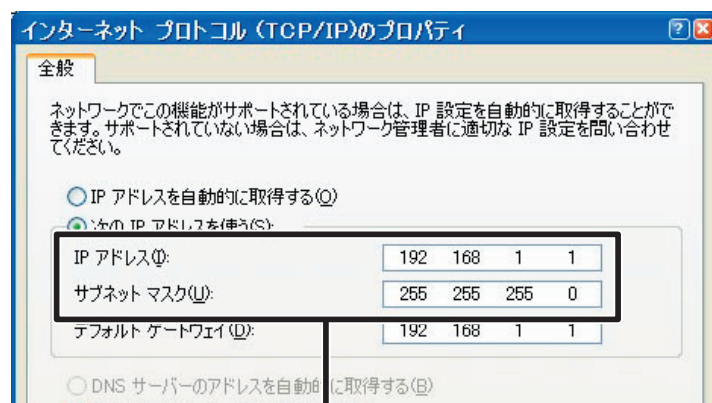 インターネット プロトコル (TCP/IP)のプロパティ
全般
ネットワークでこの機能がサポートされている場合は、IP 設定を自動的に取得することがで
きます。サポートされていない場合は、ネットワーク管理者に適切な IP 設定を問い合わせ
てください。
IP アドレスを自動的に取得する(O)
次の IP アドレスを使う(S):
IP アドレス(I): 192 168 1 1
サブネット マスク(U): 255 255 255 0
デフォルト ゲートウェイ(D): 192 168 1 1
DNS サーバーのアドレスを自動的に取得する(B)